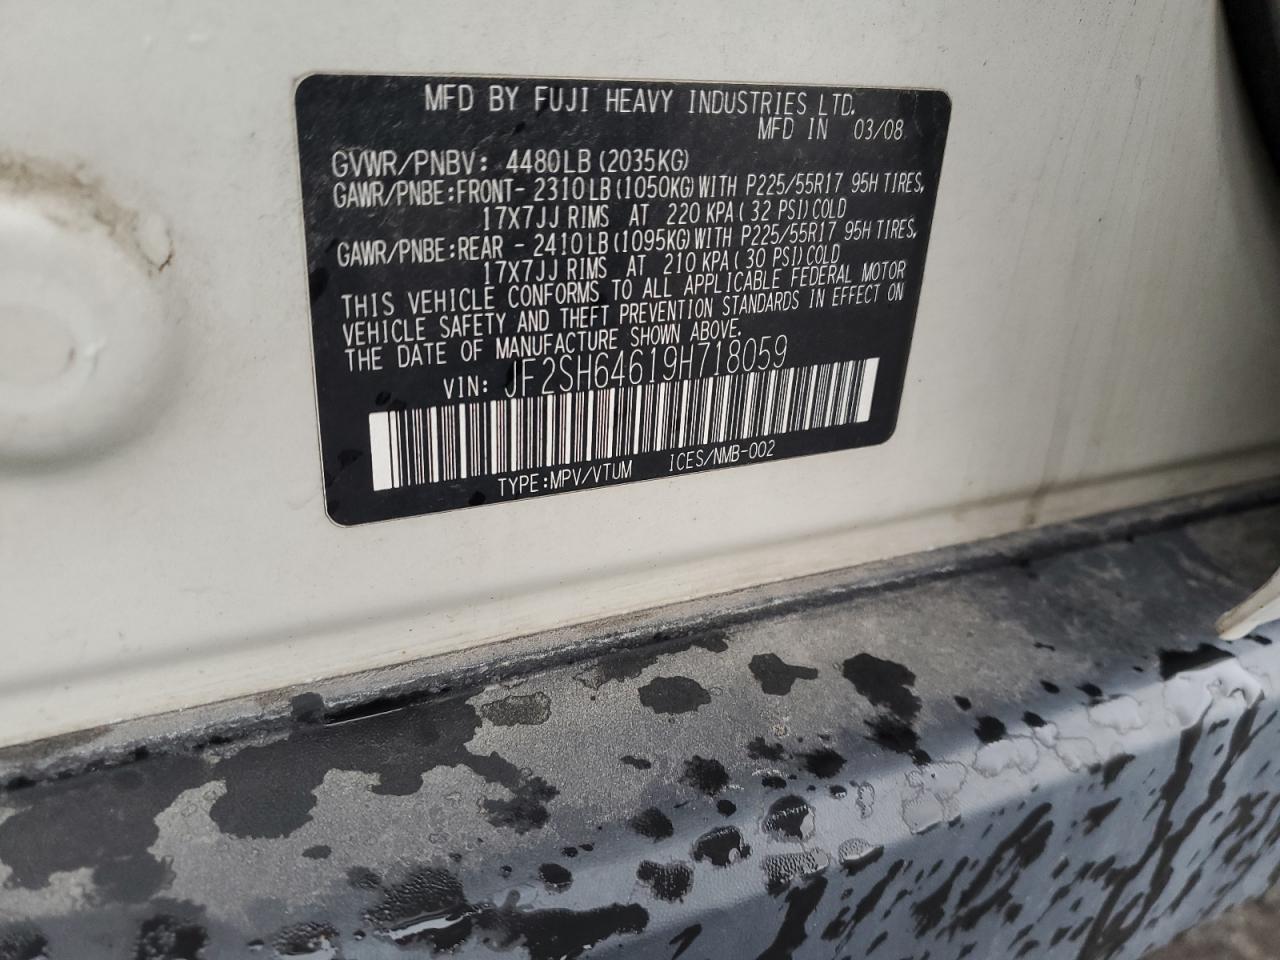 MFD BY FUJI HEAVY INDUSTRIES LTD.
MFD IN 03/08
GVWR/PNBV: 4480LB (2035KG)
GAWR/PNBE:FRONT- 2310LB(1050KG)WITH P225/55R17 95H TIRES,
17X7JJ RIMS AT 220 KPA( 32 PSI)COLD
GAWR/PNBE:REAR - 2410LB(1095KG)WITH P225/55R17 95H TIRES,
17X7JJ RIMS AT 210 KPA( 30 PSI)COLD
THIS VEHICLE CONFORMS TO ALL APPLICABLE FEDERAL MOTOR
VEHICLE SAFETY AND THEFT PREVENTION STANDARDS IN EFFECT ON
THE DATE OF MANUFACTURE SHOWN ABOVE.
VIN: JF2SH64619H718059
TYPE:MPV/VTUM ICES/NMB-002